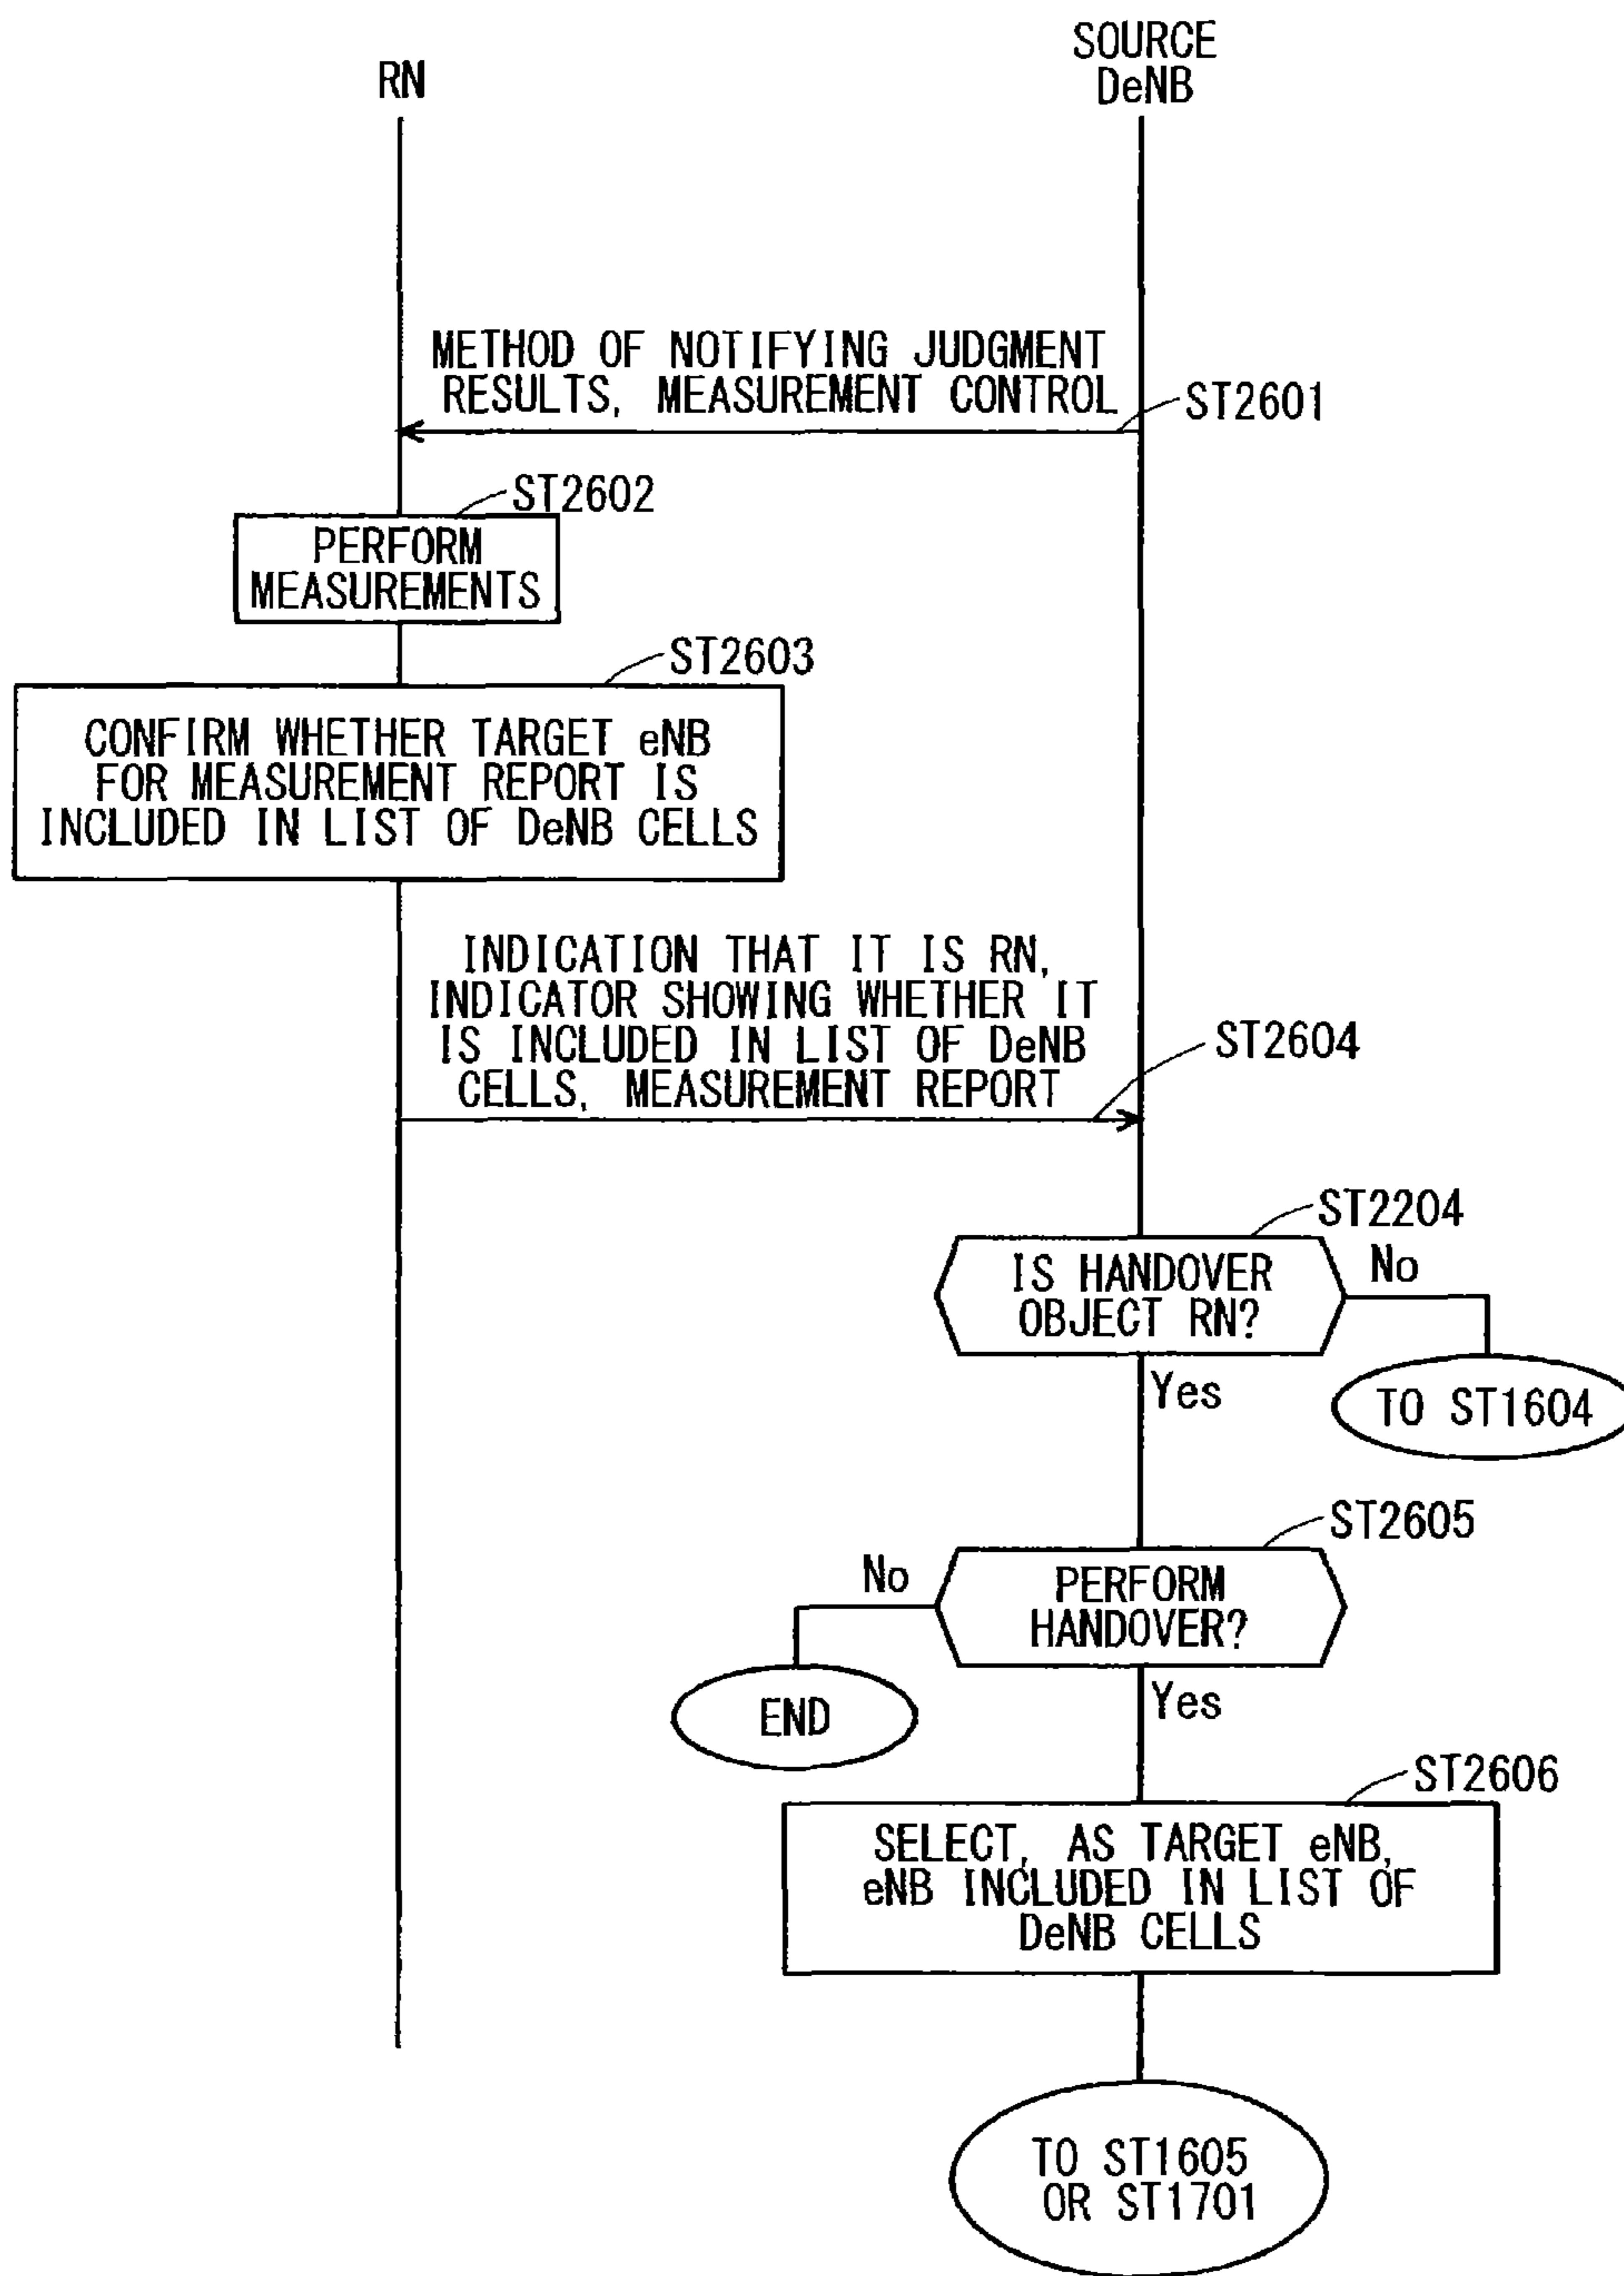 RN
SOURCE
DeNB
METHOD OF NOTIFYING JUDGMENT
RESULTS, MEASUREMENT CONTROL
ST2601
ST2602
PERFORM
MEASUREMENTS
ST2603
CONFIRM WHETHER TARGET eNB
FOR MEASUREMENT REPORT IS
INCLUDED IN LIST OF DeNB CELLS
INDICATION THAT IT IS RN,
INDICATOR SHOWING WHETHER IT
IS INCLUDED IN LIST OF DeNB
CELLS, MEASUREMENT REPORT
ST2604
ST2204
IS HANDOVER
OBJECT RN?
No
Yes
TO ST1604
ST2605
PERFORM
HANDOVER?
No
END
Yes
ST2606
SELECT, AS TARGET eNB,
eNB INCLUDED IN LIST OF
DeNB CELLS
TO ST1605
OR ST1701